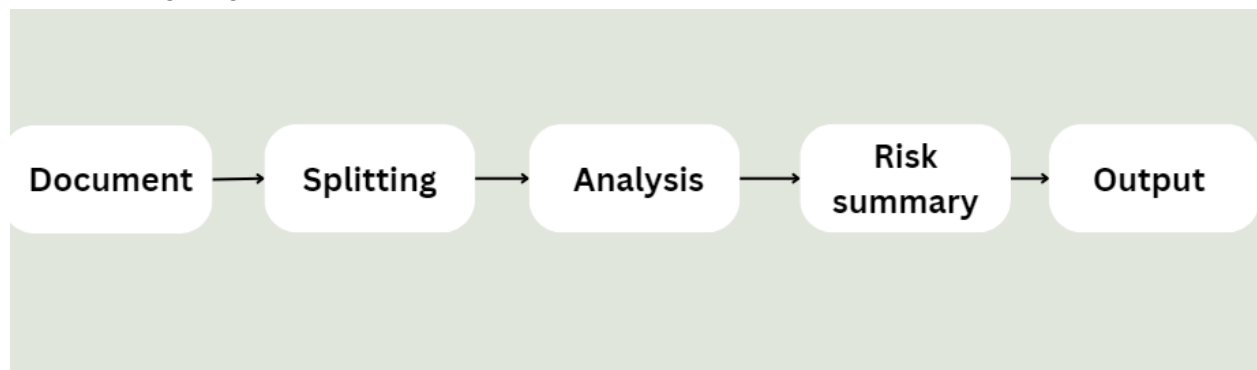 Document
Splitting
Analysis
Risk
summary
Output